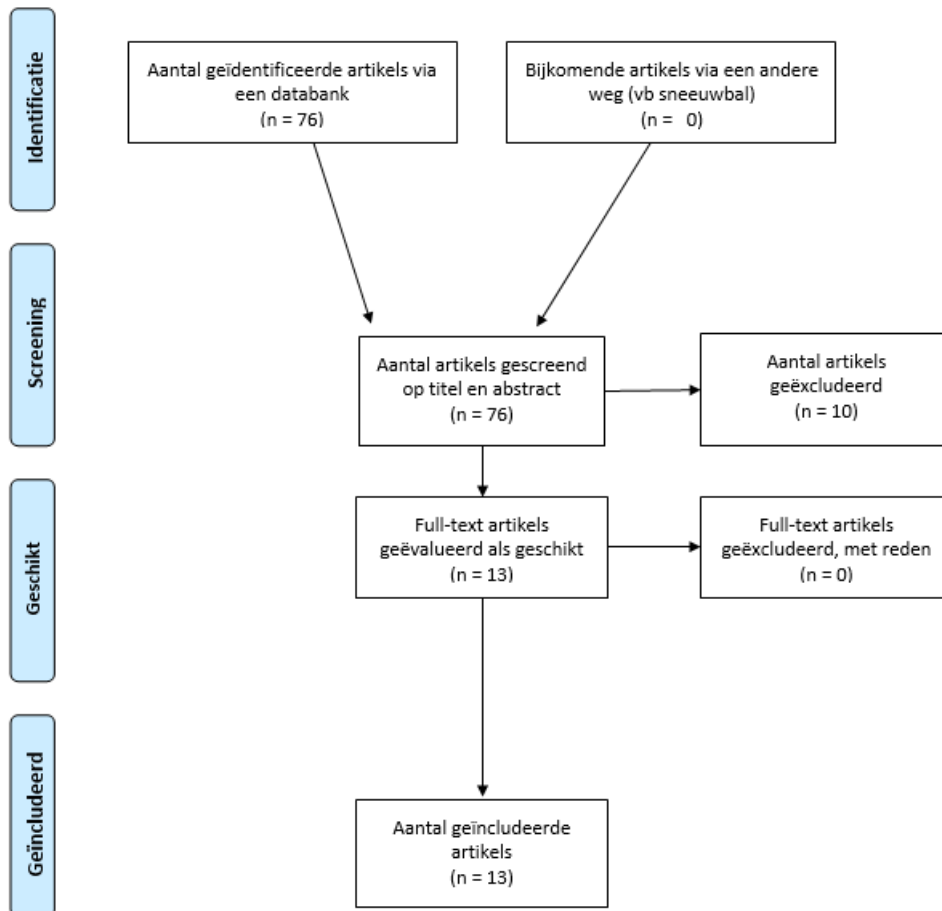 Identificatie
Aantal geïdentificeerde artikels via
een databank
(n = 76)
Bijkomende artikels via een andere
weg (vb sneeuwbal)
(n = 0)
Screening
Aantal artikels gescreend
op titel en abstract
(n = 76)
Aantal artikels
geëxcludeerd
(n = 10)
Geschikt
Full-text artikels
geëvalueerd als geschikt
(n = 13)
Full-text artikels
geëxcludeerd, met reden
(n = 0)
Geïncludeerd
Aantal geïncludeerde
artikels
(n = 13)